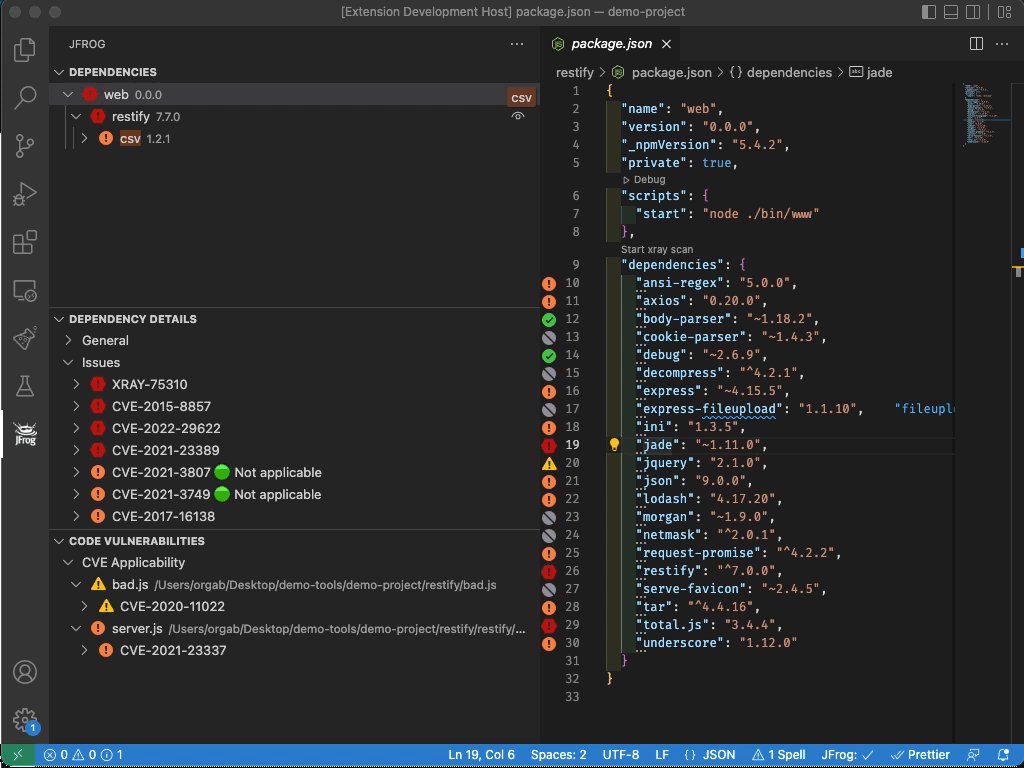 [Extension Development Host] package.json — demo-project
JFROG
DEPENDENCIES
web 0.0.0
csv
restify 7.7.0
csv 1.2.1
DEPENDENCY DETAILS
General
Issues
XRAY-75310
CVE-2015-8857
CVE-2022-29622
CVE-2021-23389
CVE-2021-3807 Not applicable
CVE-2021-3749 Not applicable
CVE-2017-16138
CODE VULNERABILITIES
CVE Applicability
bad.js /Users/orgab/Desktop/demo-tools/demo-project/restify/bad.js
CVE-2020-11022
server.js /Users/orgab/Desktop/demo-tools/demo-project/restify/restify/...
CVE-2021-23337
JFrog
1
package.json
restify > package.json > {} dependencies > abc jade
1 {
2 "name": "web",
3 "version": "0.0.0",
4 "_npmVersion": "5.4.2",
5 "private": true,
Debug
6 "scripts": {
7 "start": "node ./bin/www"
8 },
Start xray scan
9 "dependencies": {
10 "ansi-regex": "5.0.0",
11 "axios": "0.20.0",
12 "body-parser": "~1.18.2",
13 "cookie-parser": "~1.4.3",
14 "debug": "~2.6.9",
15 "decompress": "^4.2.1",
16 "express": "~4.15.5",
17 "express-fileupload": "1.1.10", "fileupl
18 "ini": "1.3.5",
19 "jade": "~1.11.0",
20 "jquery": "2.1.0",
21 "json": "9.0.0",
22 "lodash": "4.17.20",
23 "morgan": "~1.9.0",
24 "netmask": "^2.0.1",
25 "request-promise": "^4.2.2",
26 "restify": "^7.0.0",
27 "serve-favicon": "~2.4.5",
28 "tar": "^4.4.16",
29 "total.js": "3.4.4",
30 "underscore": "1.12.0"
31 }
32 }
33
0 0 1 Ln 19, Col 6 Spaces: 2 UTF-8 LF {} JSON 1 Spell JFrog: ✓ Prettier